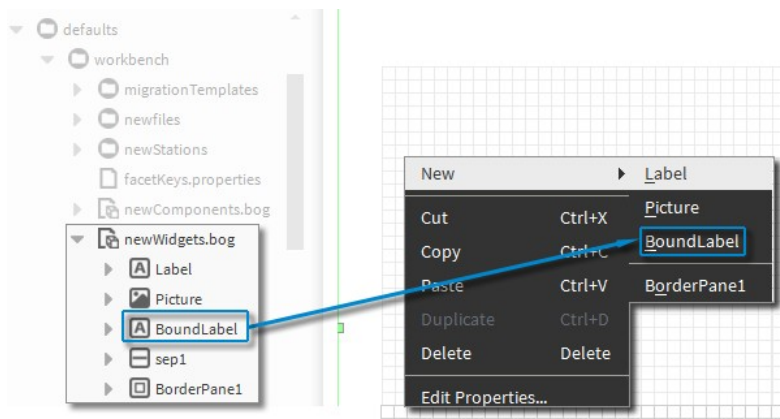 defaults
workbench
migrationTemplates
newfiles
newStations
facetKeys.properties
newComponents.bog
newWidgets.bog
Label
Picture
BoundLabel
sep1
BorderPane1
New
Cut Ctrl+X
Copy Ctrl+C
Paste Ctrl+V
Duplicate Ctrl+D
Delete Delete
Edit Properties...
Label
Picture
BoundLabel
BorderPane1